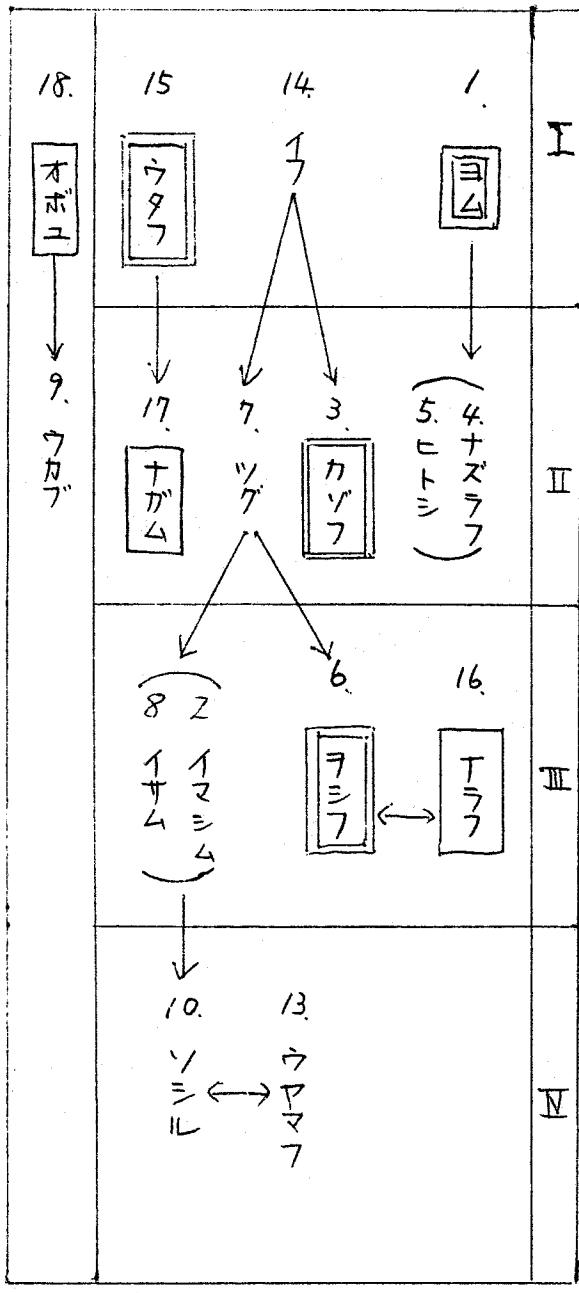 I
1. ヨム
14. イフ
15 ウタフ
18. オボユ
II
4. ナズラフ
5. ヒトシ
3. カゾフ
7. ツグ
17. ナガム
9. ウカブ
III
16. ナラフ
6. ヲシフ
2 イマシム
8 イサム
IV
13. ウヤマフ
10. ソシル